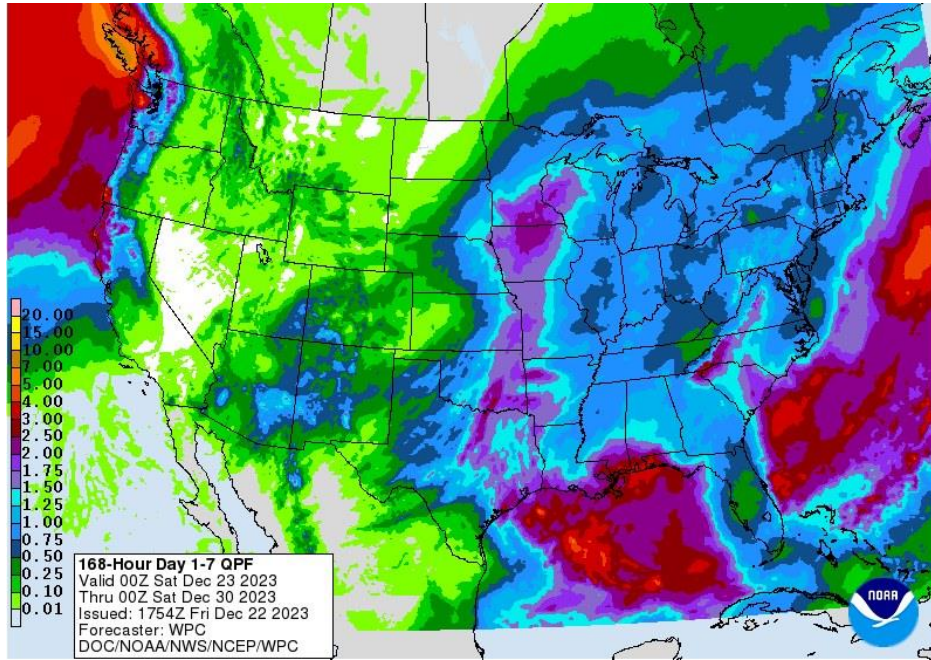 20.00
15.00
10.00
7.00
5.00
4.00
3.00
2.50
2.00
1.75
1.50
1.25
1.00
0.75
0.50
0.25
0.10
0.01
168-Hour Day 1-7 QPF
Valid 00Z Sat Dec 23 2023
Thru 00Z Sat Dec 30 2023
Issued: 1754Z Fri Dec 22 2023
Forecaster: WPC
DOC/NOAA/NWS/NCEP/WPC
NOAA